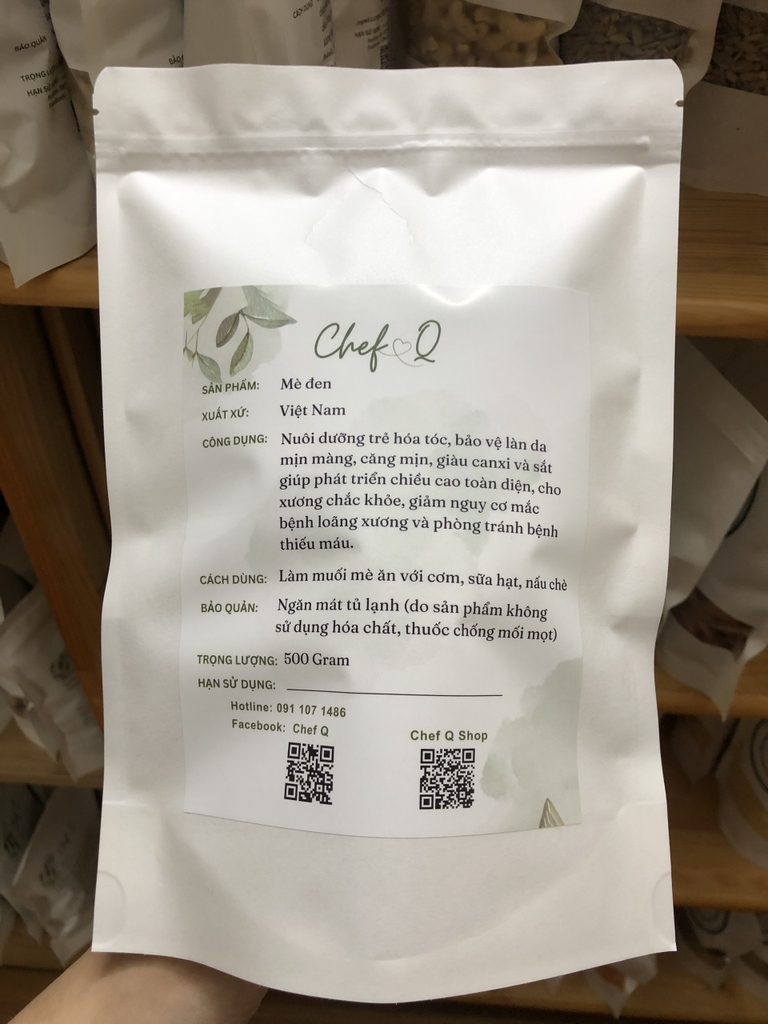 Chef Q
SẢN PHẨM: Mè đen
XUẤT XỨ: Việt Nam
CÔNG DỤNG: Nuôi dưỡng trẻ hóa tóc, bảo vệ làn da
mịn màng, căng mịn, giàu canxi và sắt
giúp phát triển chiều cao toàn diện, cho
xương chắc khỏe, giảm nguy cơ mắc
bệnh loãng xương và phòng tránh bệnh
thiếu máu.
CÁCH DÙNG: Làm muối mè ăn với cơm, sữa hạt, nấu chè
BẢO QUẢN: Ngăn mát tủ lạnh (do sản phẩm không
sử dụng hóa chất, thuốc chống mối mọt)
TRỌNG LƯỢNG: 500 Gram
HẠN SỬ DỤNG:
Hotline: 091 107 1486
Facebook: Chef Q
Chef Q Shop
BẢO QUẢN